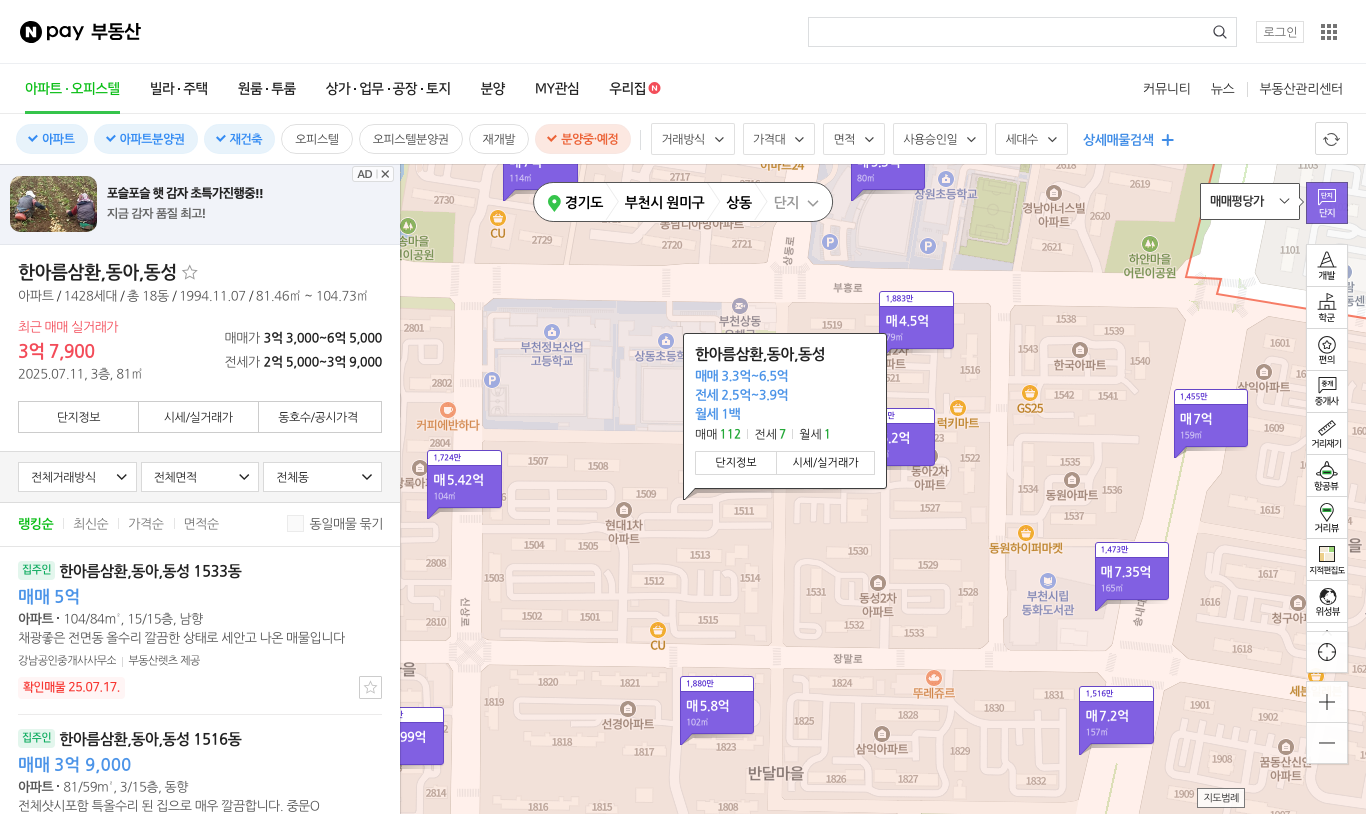 N pay 부동산
로그인
아파트·오피스텔 빌라·주택 원룸·투룸 상가·업무·공장·토지 분양 MY관심 우리집 N
커뮤니티 뉴스 부동산관리센터
아파트 아파트분양권 재건축 오피스텔 오피스텔분양권 재개발 분양중·예정
거래방식 가격대 면적 사용승인일 세대수 상세매물검색
AD
포슬포슬 햇 감자 초특가진행중!!
지금 감자 품질 최고!
한아름삼환,동아,동성
아파트 / 1428세대 / 총 18동 / 1994.11.07 / 81.46㎡ ~ 104.73㎡
최근 매매 실거래가
3억 7,900
2025.07.11, 3층, 81㎡
매매가 3억 3,000~6억 5,000
전세가 2억 5,000~3억 9,000
단지정보 시세/실거래가 동호수/공시가격
전체거래방식 전체면적 전체동
랭킹순 최신순 가격순 면적순 동일매물 묶기
집주인 한아름삼환,동아,동성 1533동
매매 5억
아파트 · 104/84m², 15/15층, 남향
채광좋은 전면동 올수리 깔끔한 상태로 세안고 나온 매물입니다
강남공인중개사사무소 부동산렛츠 제공
확인매물 25.07.17.
집주인 한아름삼환,동아,동성 1516동
매매 3억 9,000
아파트 · 81/59m², 3/15층, 동향
전체샷시포함 특올수리 된 집으로 매우 깔끔합니다. 중문O
경기도 부천시 원미구 상동 단지
매매평당가
단지
단지
개발
학군
편의
중개
중개사
거리재기
항공뷰
거리뷰
지적편집도
위성뷰
지도범례
114㎡
80㎡
이마트24
상원초등학교
2730
2710
2620
1103
1101
CU
2729
2720
2721
경남아너스빌
아파트
2621
하얀마을
어린이공원
상동로
부흥로
P
P
P
2801
부천정보산업
고등학교
부천상동
상동초등학
1519
1,883만
매4.5억
79㎡
1538
1539
1540
1543
한국아파트
1542
삼익아파트
1516
1521
GS25
럭키마트
2802
커피에반하다
2804
1,724만
매5.42억
104㎡
1507
1508
1509
현대1차
아파트
1504
1505
1503
1502
1501
2808
2810
신상로
한아름삼환,동아,동성
매매 3.3억~6.5억
전세 2.5억~3.9억
월세 1백
매매 112 전세 7 월세 1
단지정보 시세/실거래가
.2억
동아2차
아파트
1527
1534
1535
동원아파트
1537
동원하이퍼마켓
1,455만
매7억
159㎡
1,473만
매7.35억
165㎡
1615
1610
1617
1616
청구아
1618
1513
1512
1514
1515
1530
1529
1528
동성2차
아파트
1532
1533
부천시립
동화도서관
CU
장말로
1820
1821
1819
선경아파트
1818
1817
1,880만
매5.8억
102㎡
1823
1824
1825
1828
삼익아파트
1829
뚜레쥬르
1830
1831
1,516만
매7.2억
157㎡
1901
1902
1908
꿈동산신안
아파트
1909
99억
2814
1816
1815
1808
반달마을
1826
1827
1832